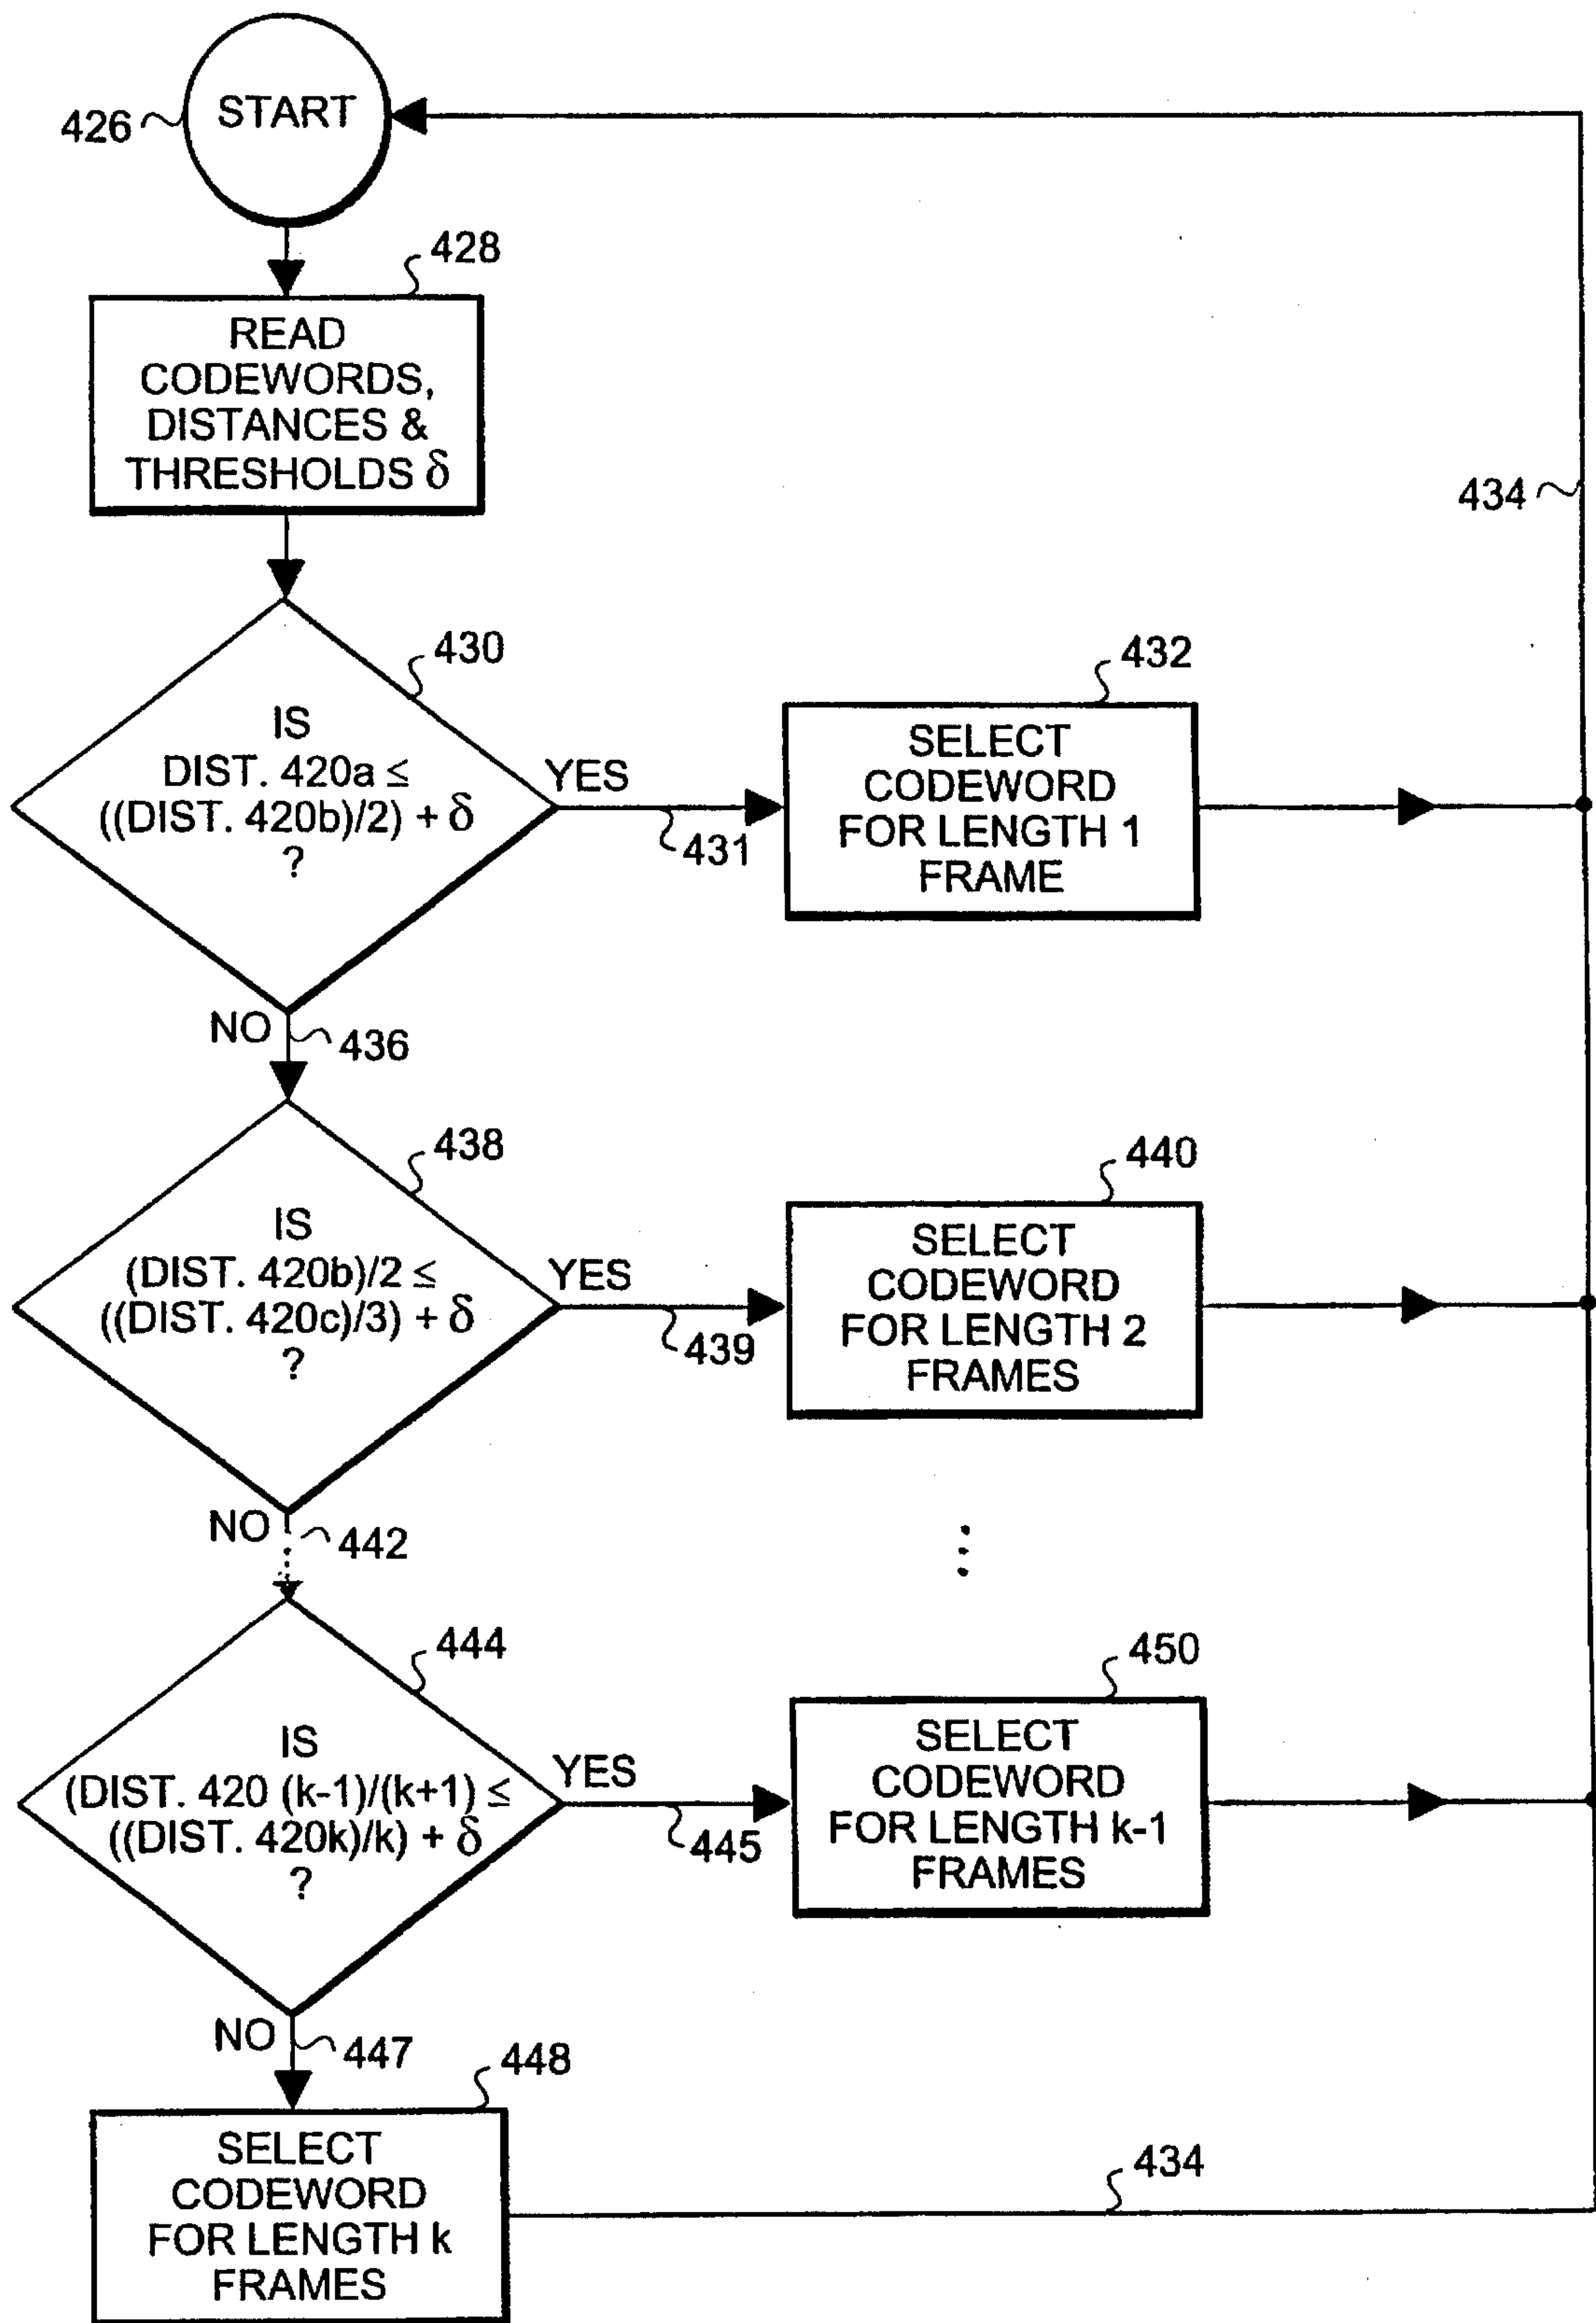 START
426
428
READ
CODEWORDS,
DISTANCES &
THRESHOLDS δ
434
430
IS
DIST. 420a ≤
((DIST. 420b)/2) + δ
?
YES
431
432
SELECT
CODEWORD
FOR LENGTH 1
FRAME
NO
436
438
IS
(DIST. 420b)/2 ≤
((DIST. 420c)/3) + δ
?
YES
439
440
SELECT
CODEWORD
FOR LENGTH 2
FRAMES
NO
442
444
IS
(DIST. 420 (k-1)/(k+1) ≤
((DIST. 420k)/k) + δ
?
YES
445
450
SELECT
CODEWORD
FOR LENGTH k-1
FRAMES
NO
447
448
SELECT
CODEWORD
FOR LENGTH k
FRAMES
434